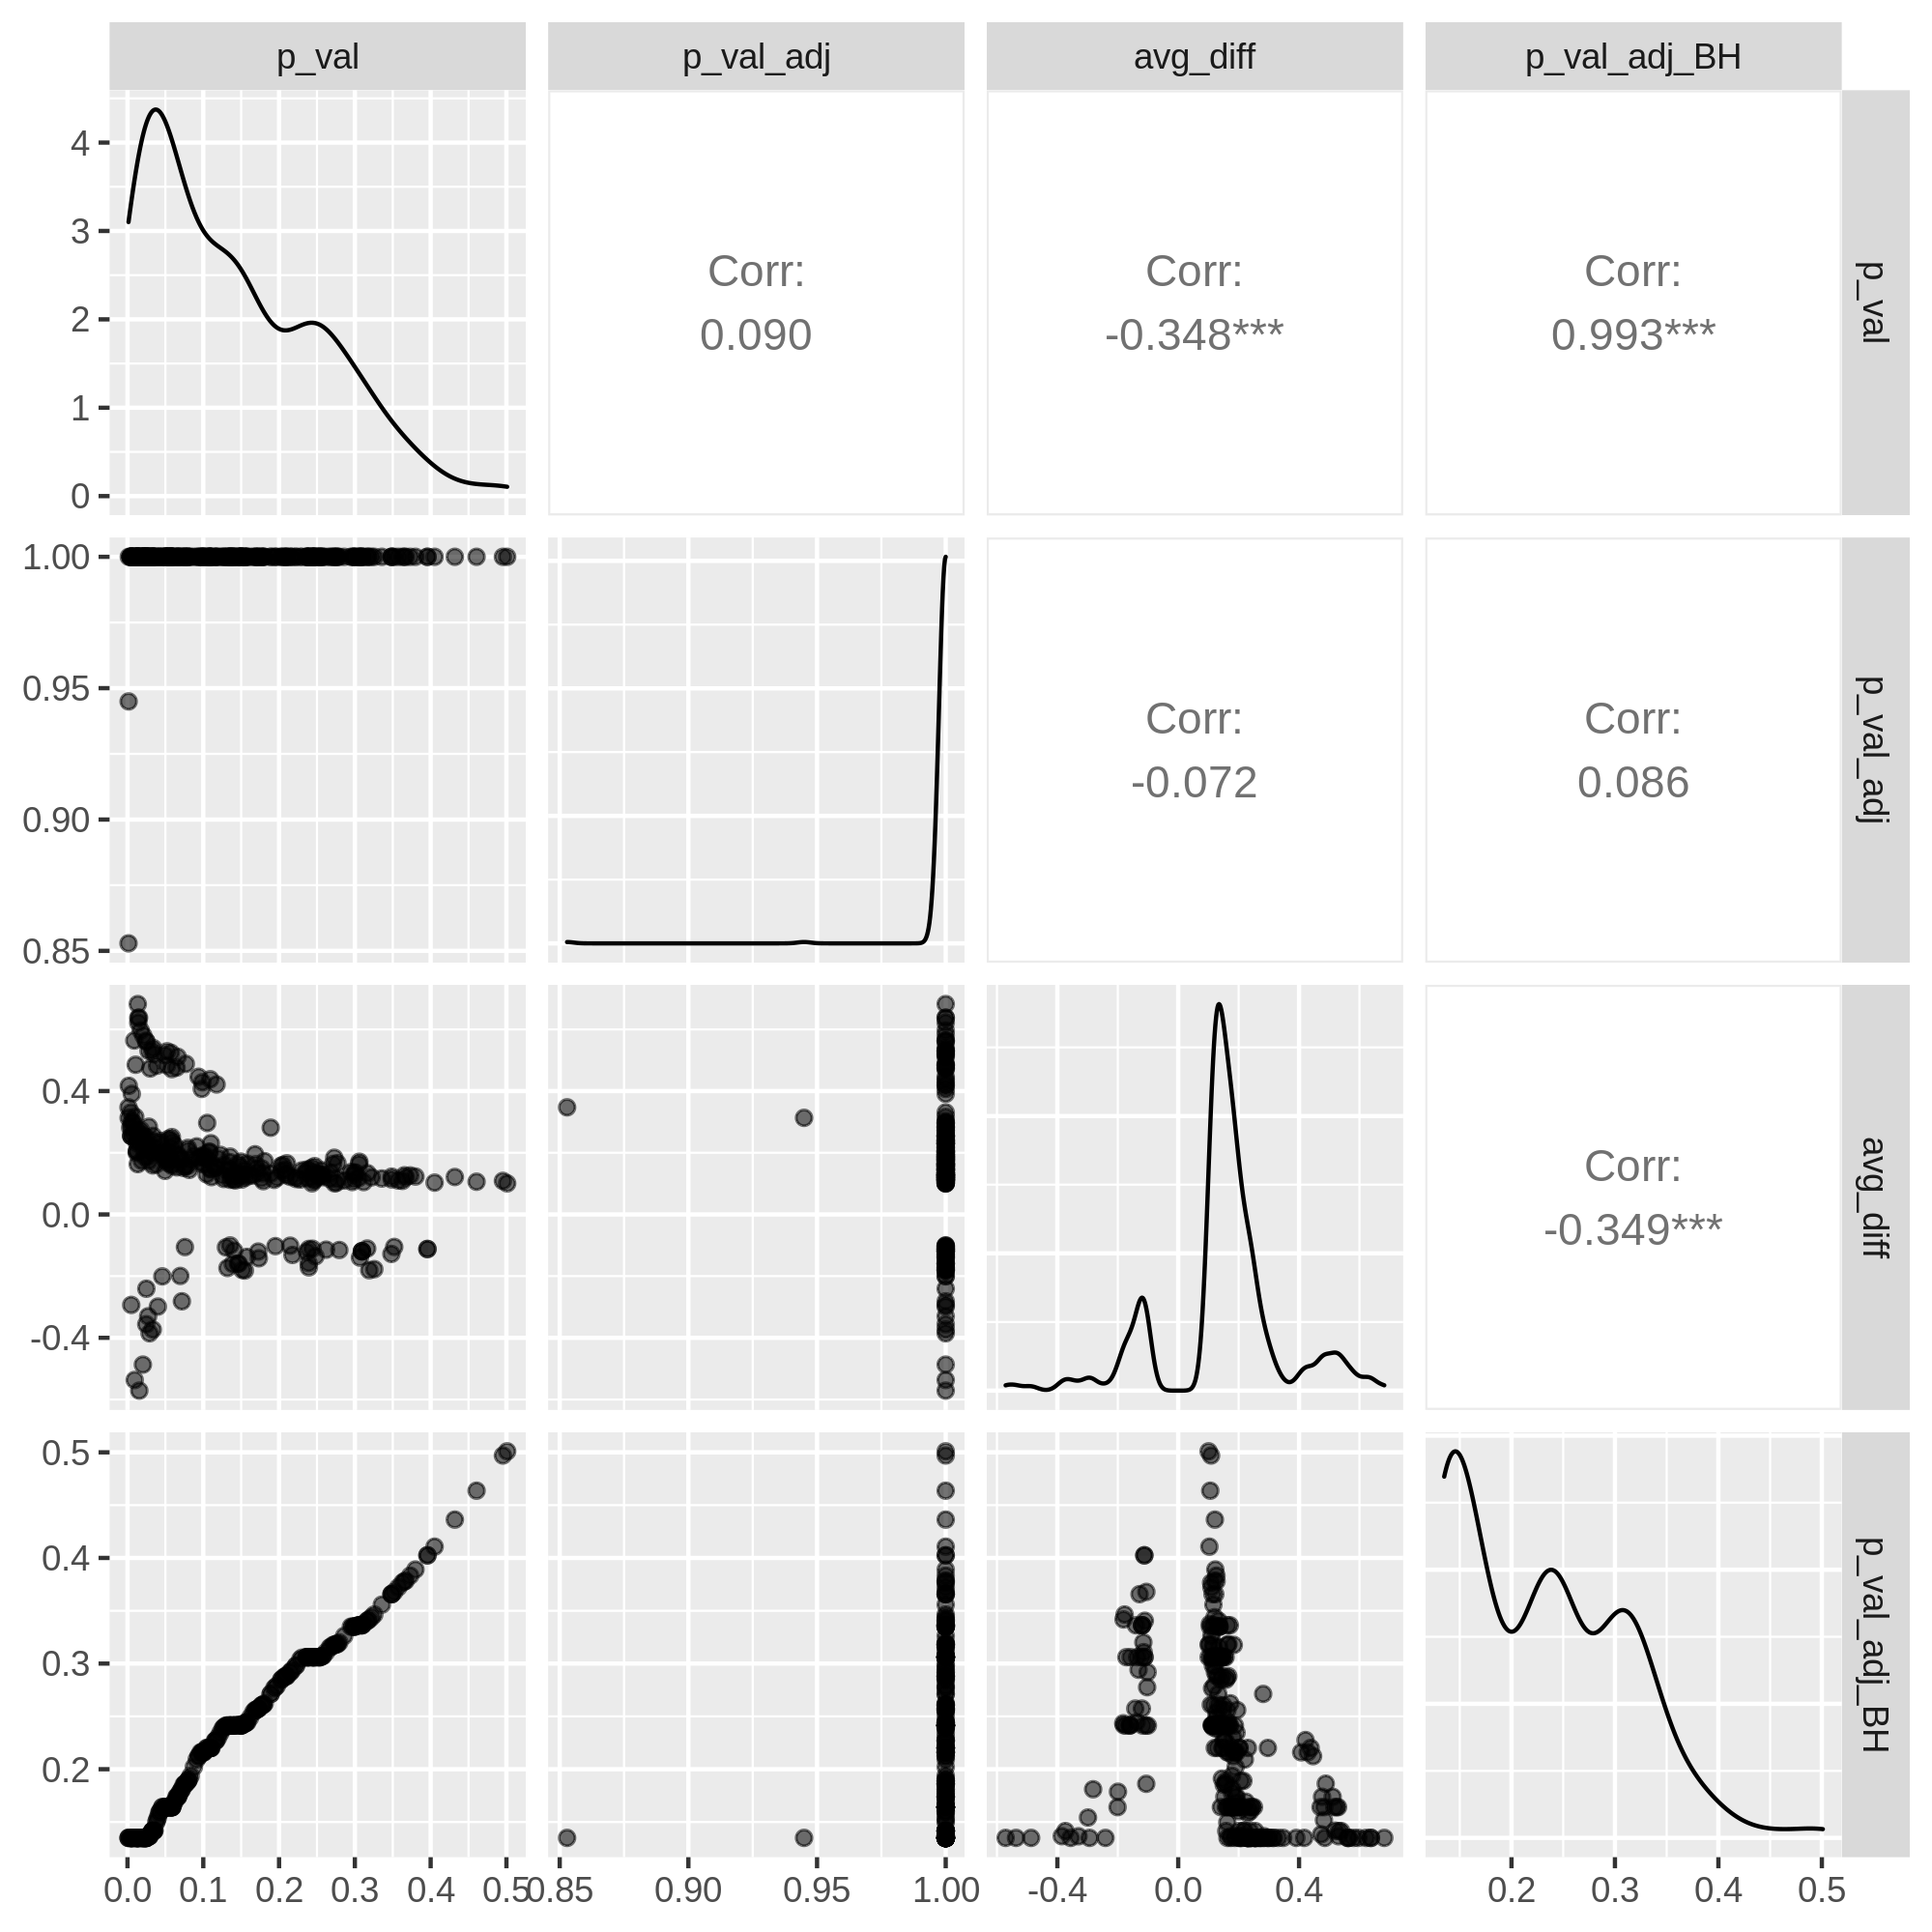 p_val
p_val_adj
avg_diff
p_val_adj_BH
4
3
2
1
0
Corr:
0.090
Corr:
-0.348***
Corr:
0.993***
p_val
1.00
0.95
0.90
0.85
Corr:
-0.072
Corr:
0.086
p_val_adj
0.4
0.0
-0.4
Corr:
-0.349***
avg_diff
0.5
0.4
0.3
0.2
p_val_adj_BH
0.0 0.1 0.2 0.3 0.4 0.5
0.85 0.90 0.95 1.00
-0.4 0.0 0.4
0.2 0.3 0.4 0.5